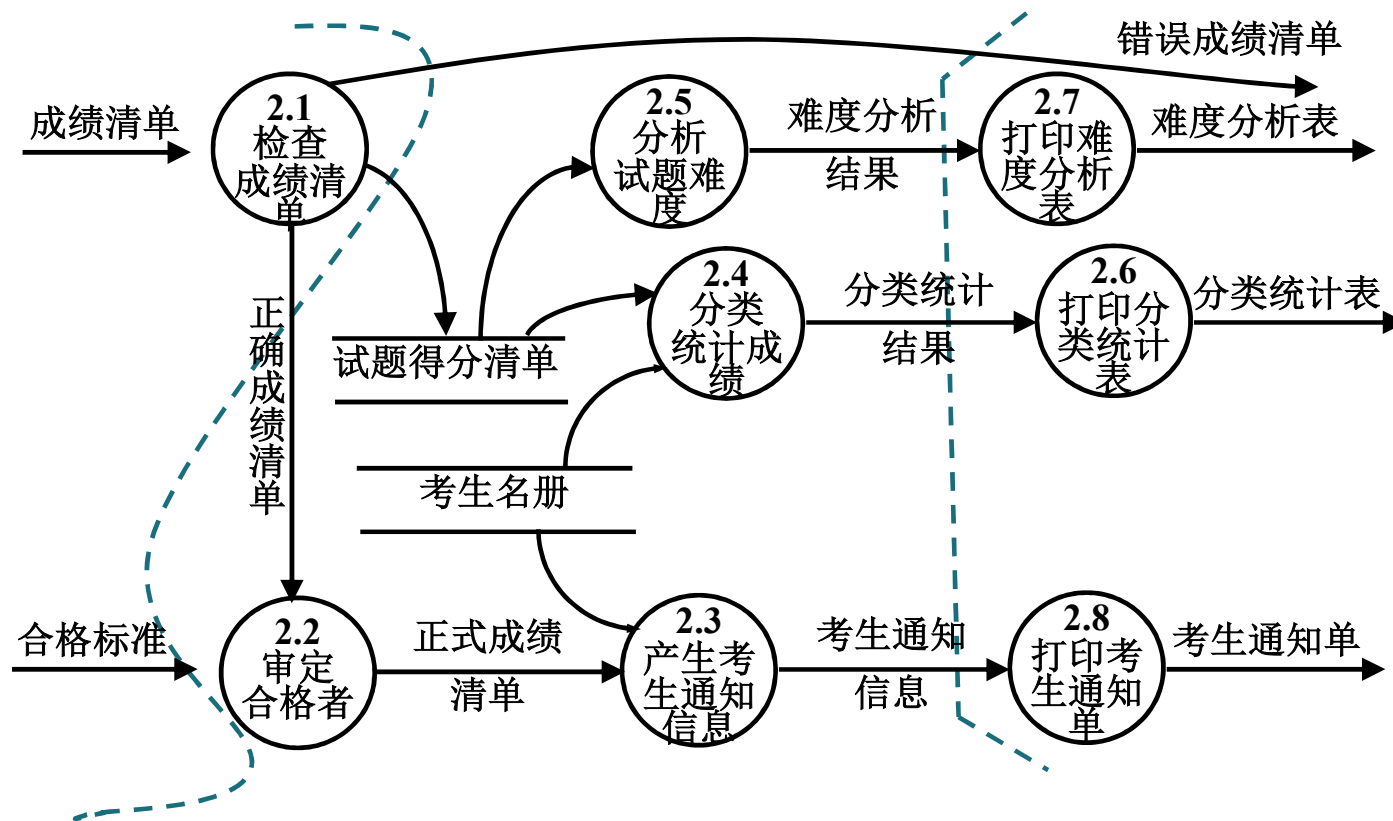 错误成绩清单
成绩清单
2.1
检查
成绩清
单
2.5
分析
试题难
度
难度分析
结果
2.7
打印难
度分析
表
难度分析表
正确成绩清单
试题得分清单
2.4
分类
统计成
绩
分类统计
结果
2.6
打印分
类统计
表
分类统计表
考生名册
合格标准
2.2
审定
合格者
正式成绩
清单
2.3
产生考
生通知
信息
考生通知
信息
2.8
打印考
生通知
单
考生通知单